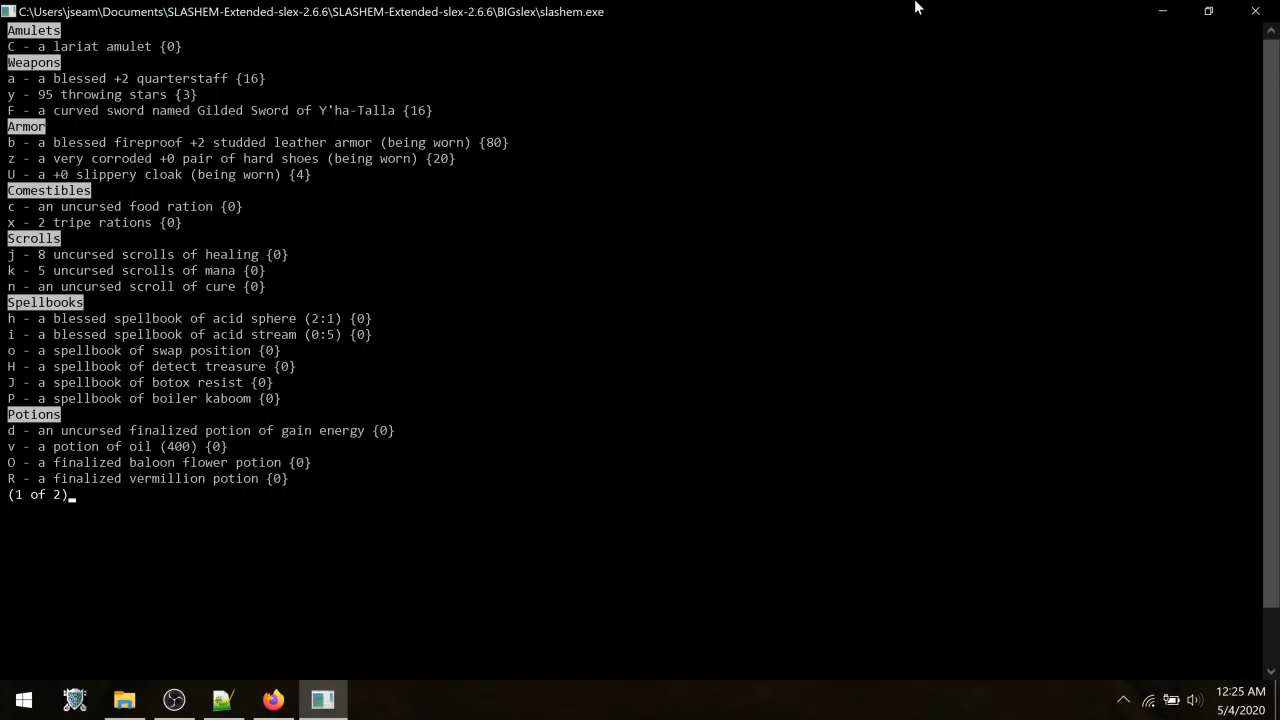 C:\Users\jseam\Documents\SLASHEM-Extended-slex-2.6.6\SLASHEM-Extended-slex-2.6.6\BIGslex\slashem.exe
Amulets
C - a lariat amulet {0}
Weapons
a - a blessed +2 quarterstaff {16}
y - 95 throwing stars {3}
F - a curved sword named Gilded Sword of Y'ha-Talla {16}
Armor
b - a blessed fireproof +2 studded leather armor (being worn) {80}
z - a very corroded +0 pair of hard shoes (being worn) {20}
U - a +0 slippery cloak (being worn) {4}
Comestibles
c - an uncursed food ration {0}
x - 2 tripe rations {0}
Scrolls
j - 8 uncursed scrolls of healing {0}
k - 5 uncursed scrolls of mana {0}
n - an uncursed scroll of cure {0}
Spellbooks
h - a blessed spellbook of acid sphere (2:1) {0}
i - a blessed spellbook of acid stream (0:5) {0}
o - a spellbook of swap position {0}
H - a spellbook of detect treasure {0}
J - a spellbook of botox resist {0}
P - a spellbook of boiler kaboom {0}
Potions
d - an uncursed finalized potion of gain energy {0}
v - a potion of oil (400) {0}
O - a finalized baloon flower potion {0}
R - a finalized vermillion potion {0}
(1 of 2)
12:25 AM
5/4/2020